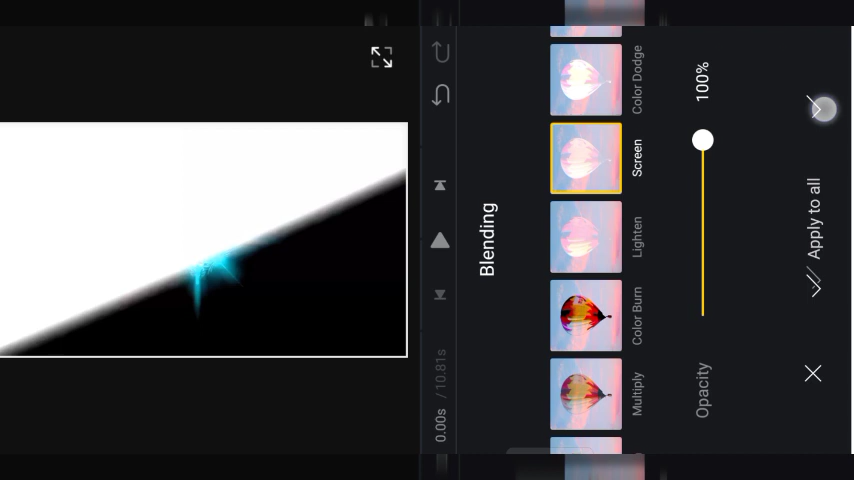 0.00s / 10.81s
Blending
Multiply
Color Burn
Lighten
Screen
Color Dodge
Opacity
100%
Apply to all